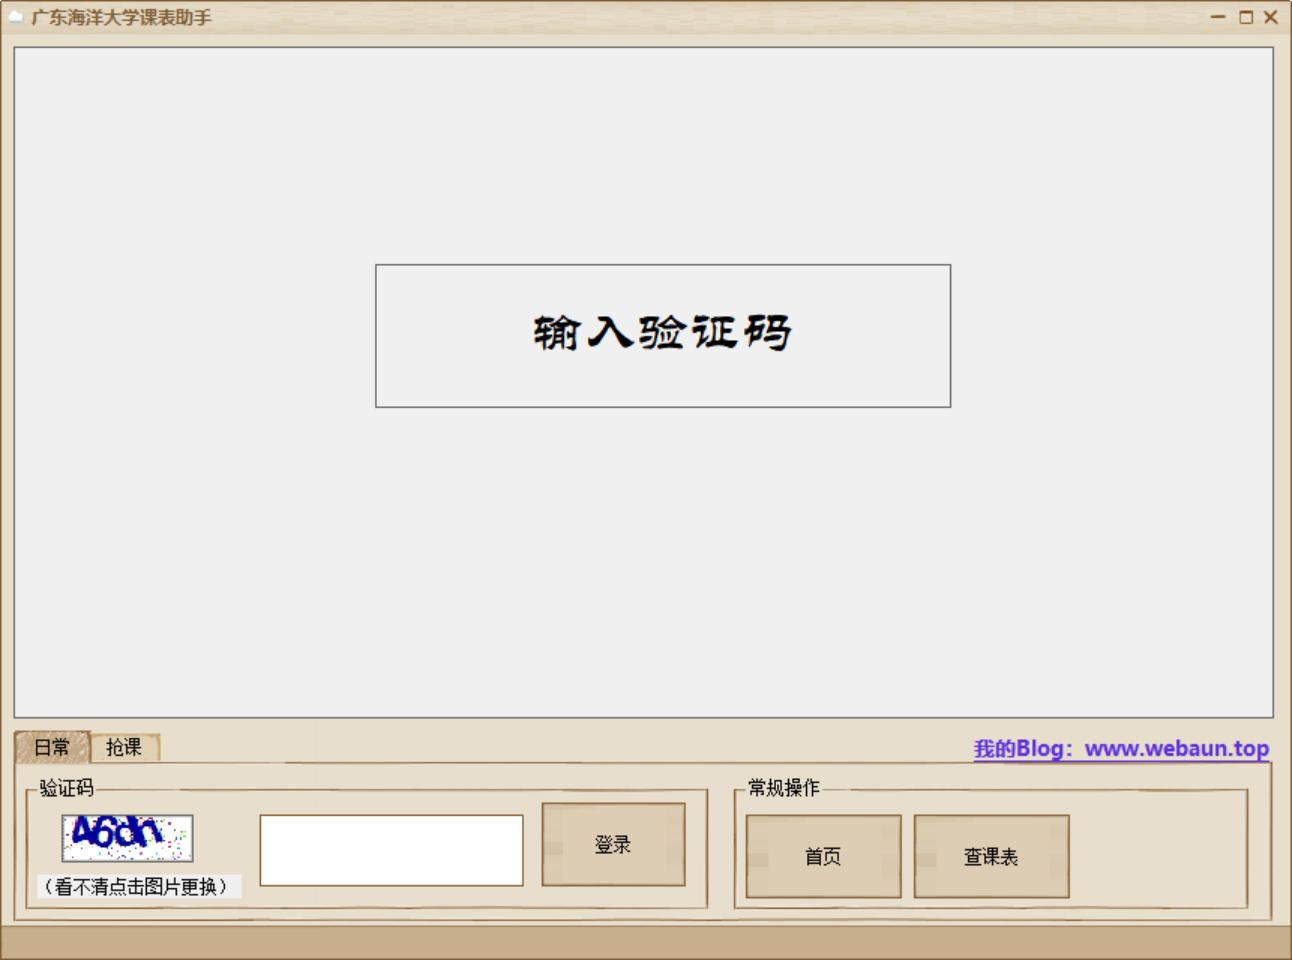 广东海洋大学课表助手
输入验证码
日常
抢课
我的Blog：www.webaun.top
验证码
46dn
（看不清点击图片更换）
登录
常规操作
首页
查课表